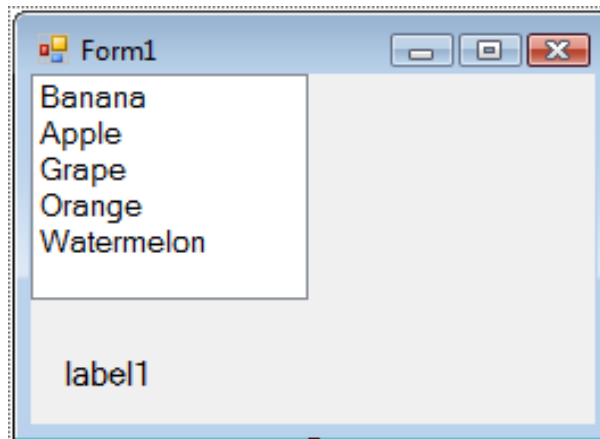 Form1
Banana
Apple
Grape
Orange
Watermelon
label1